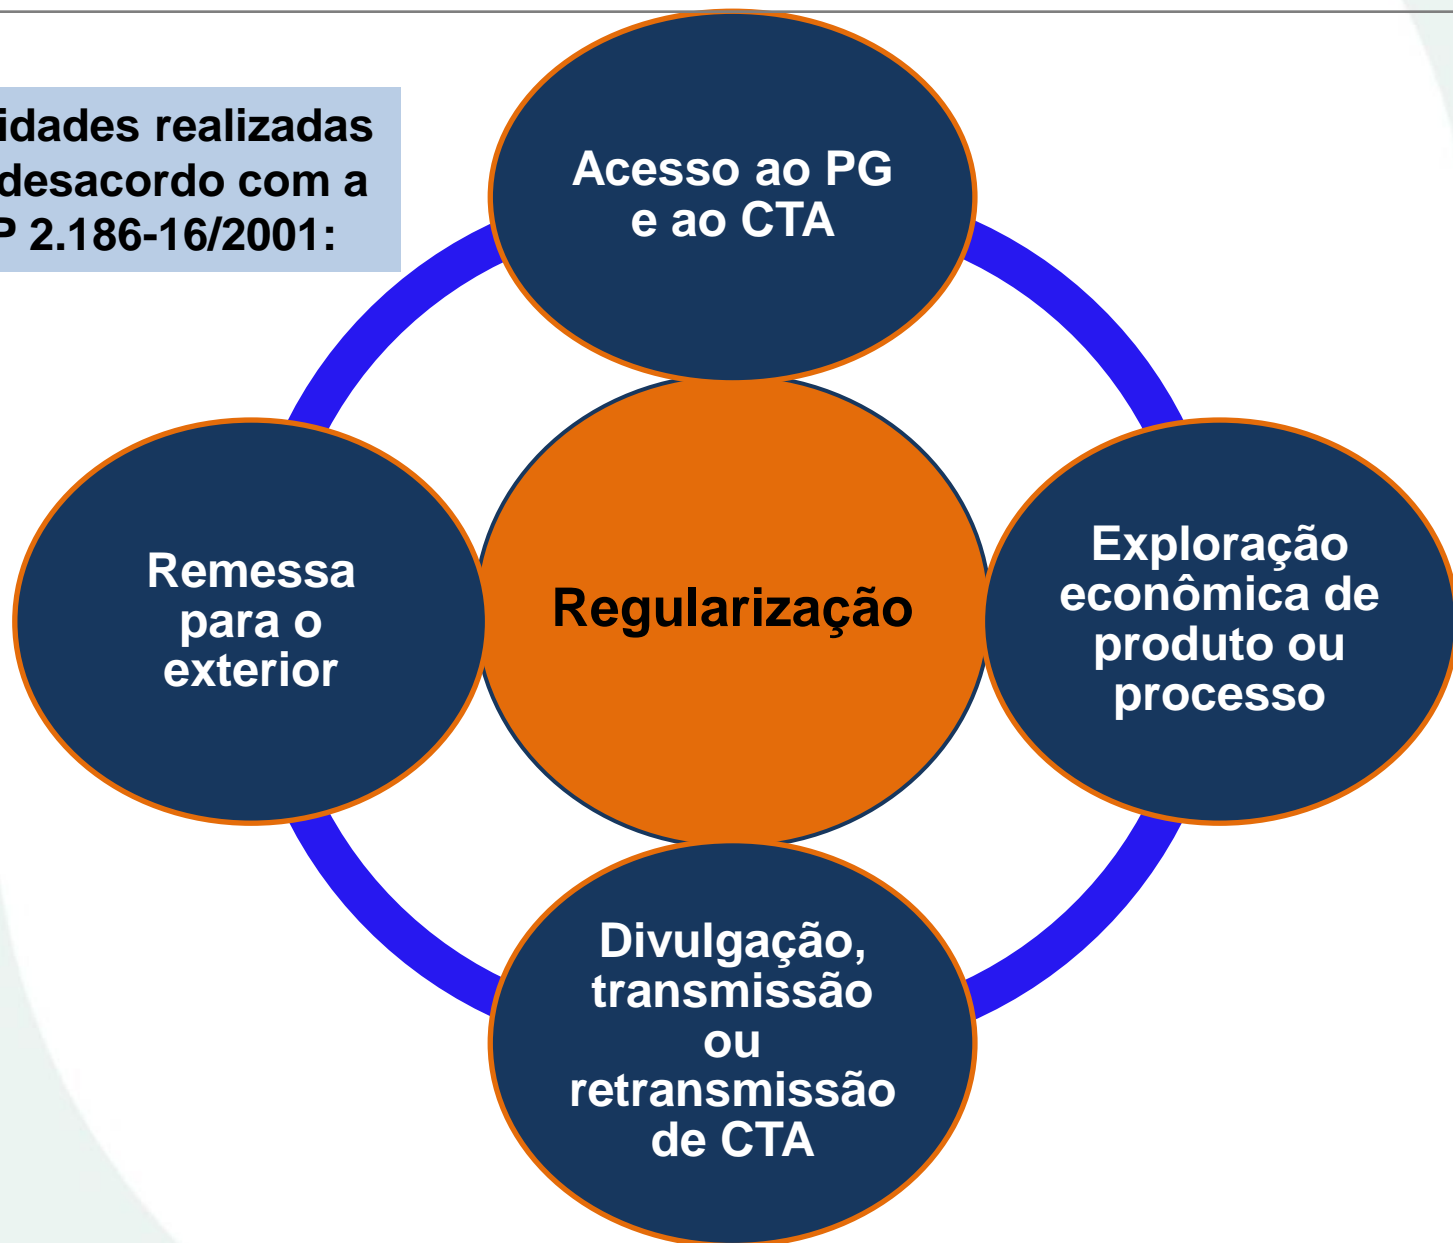 idades realizadas
desacordo com a
P 2.186-16/2001:
Acesso ao PG
e ao CTA
Remessa
para o
exterior
Regularização
Exploração
econômica de
produto ou
processo
Divulgação,
transmissão
ou
retransmissão
de CTA